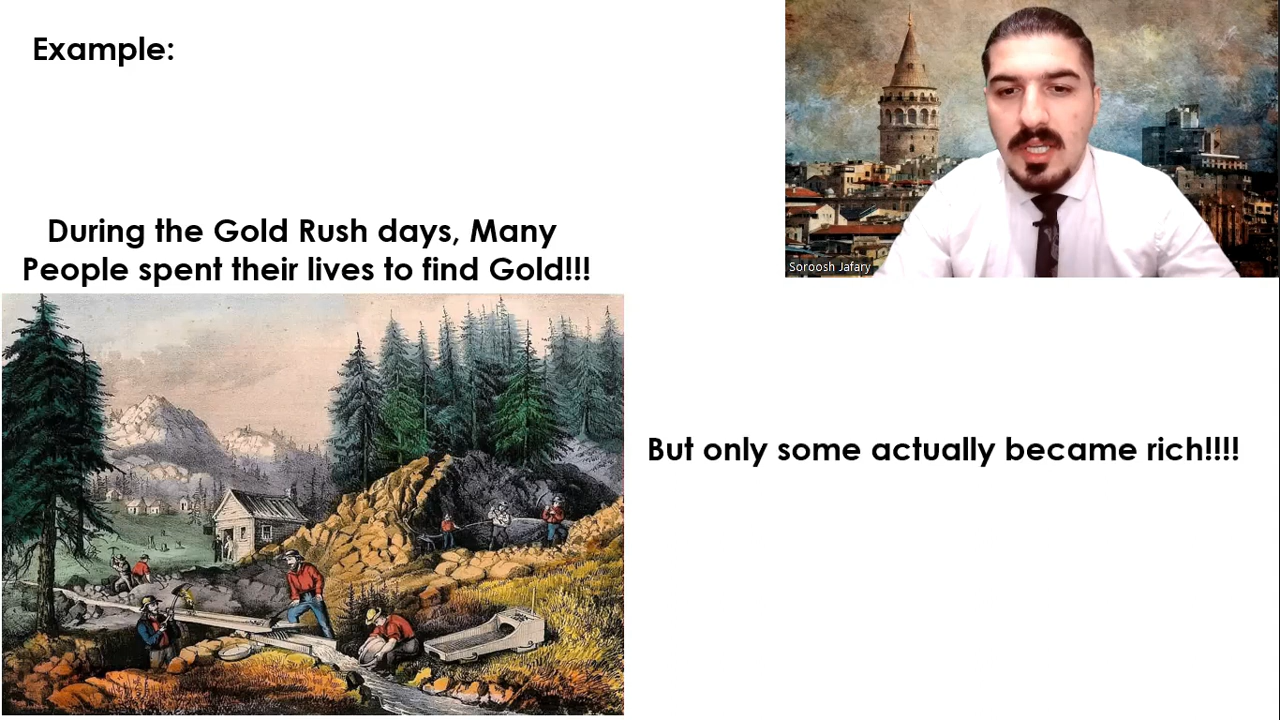 Example:
During the Gold Rush days, Many
People spent their lives to find Gold!!!
But only some actually became rich!!!!
Soroosh Jafary